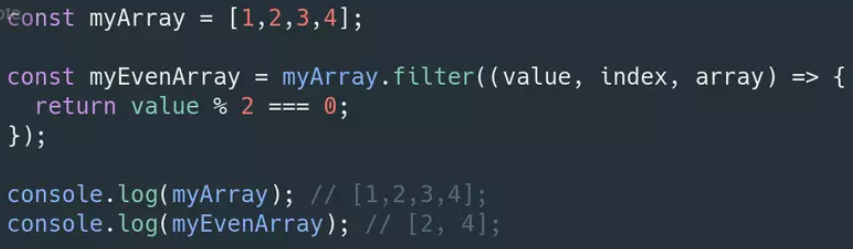 const myArray = [1,2,3,4];
const myEvenArray = myArray.filter((value, index, array) => {
  return value % 2 === 0;
});
console.log(myArray); // [1,2,3,4];
console.log(myEvenArray); // [2, 4];